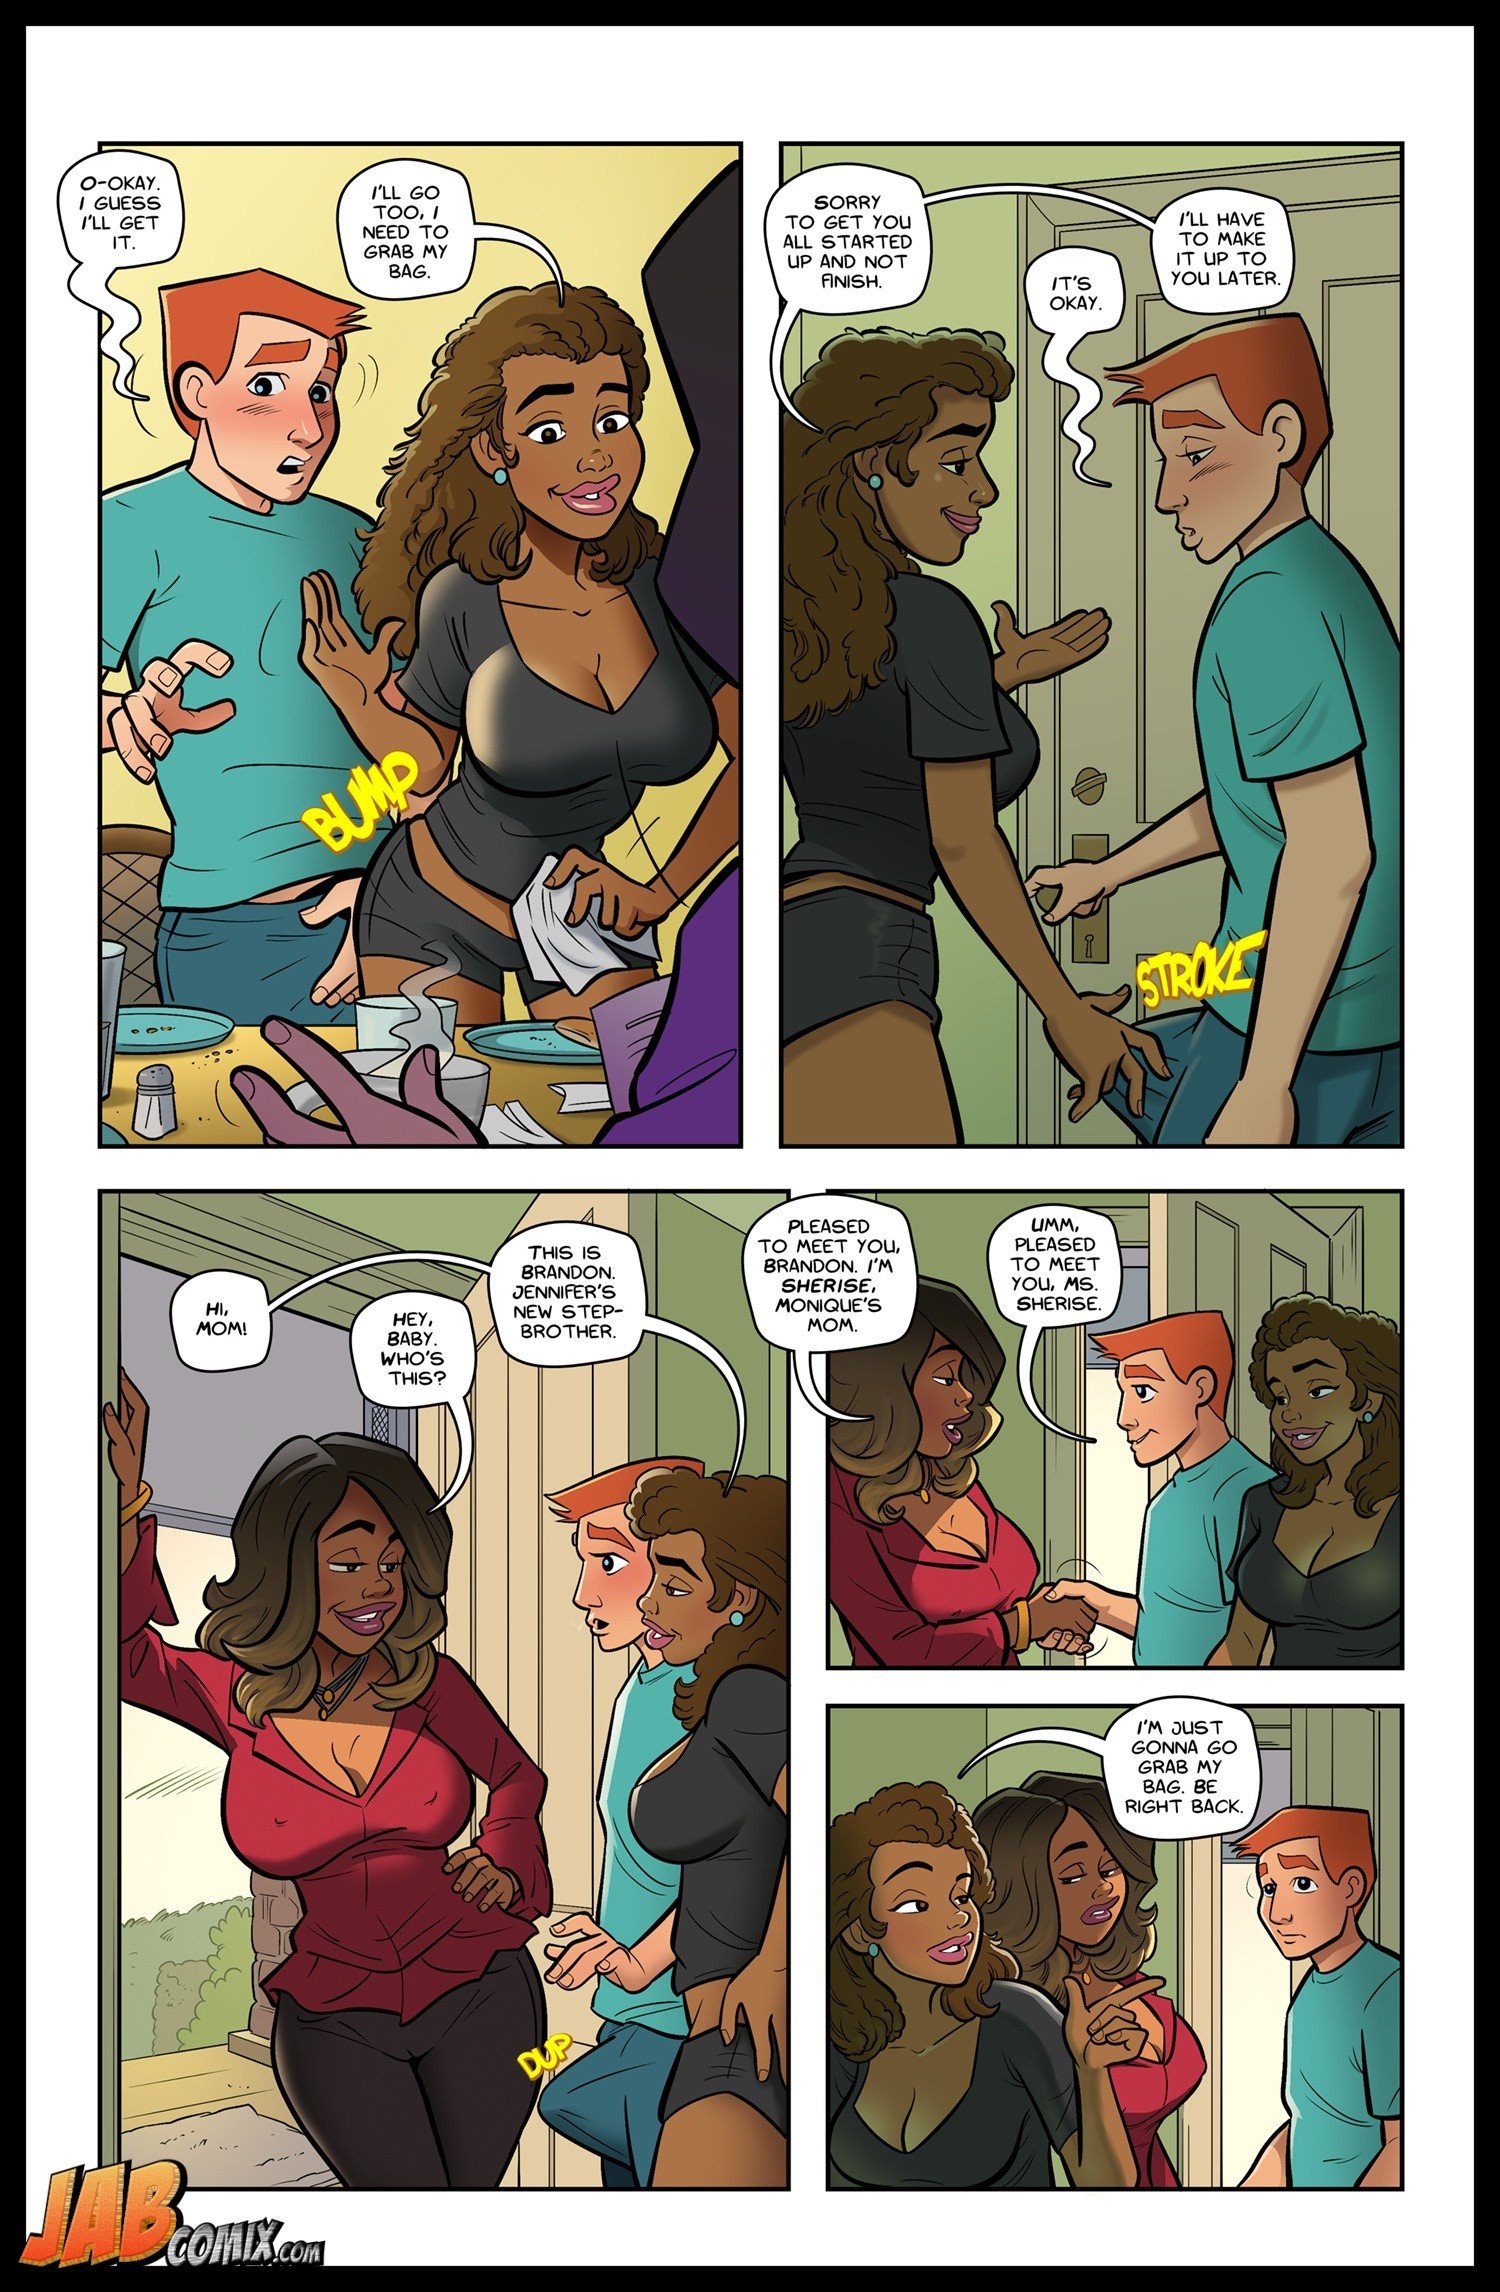 O-OKAY.
I GUESS
I'LL GET
IT.
I'LL GO
TOO, I
NEED TO
GRAB MY
BAG.
BUMP
SORRY
TO GET YOU
ALL STARTED
UP AND NOT
FINISH.
IT'S
OKAY.
I'LL HAVE
TO MAKE
IT UP TO
YOU LATER.
STROKE
HI,
MOM!
HEY,
BABY.
WHO'S
THIS?
THIS IS
BRANDON.
JENNIFER'S
NEW STEP-
BROTHER.
DUP
PLEASED
TO MEET YOU,
BRANDON. I'M
SHERISE,
MONIQUE'S
MOM.
UMM,
PLEASED
TO MEET
YOU, MS.
SHERISE.
I'M JUST
GONNA GO
GRAB MY
BAG. BE
RIGHT BACK.
JAB
COMIX.COM